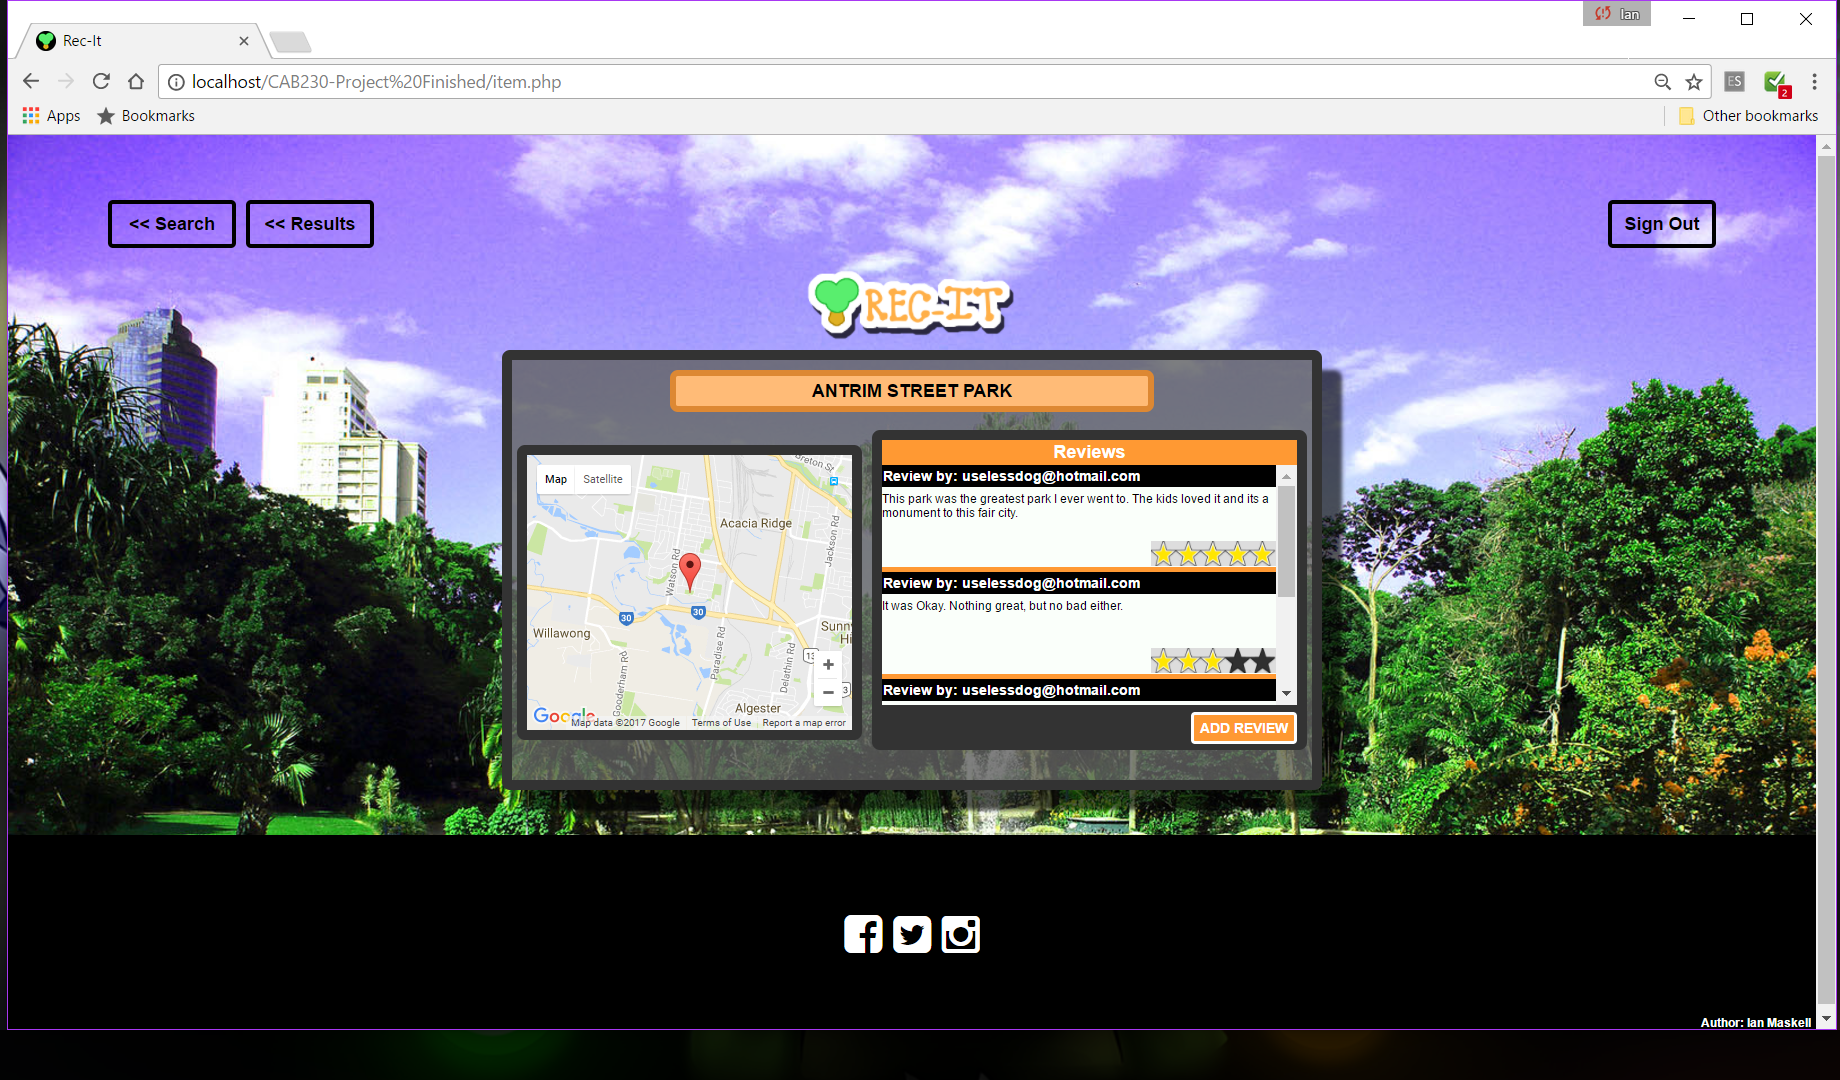 Ian
Rec-It
localhost/CAB230-Project%20Finished/item.php
ES
2
Apps
Bookmarks
Other bookmarks
<< Search
<< Results
Sign Out
REC-IT
ANTRIM STREET PARK
Map
Satellite
Acacia Ridge
Watson Rd
Jackson Rd
30
30
Willawong
Sunny
Hi
Gooderham Rd
Paradise Rd
Delathin Rd
13
3
Algester
+
−
Google
Map data ©2017 Google
Terms of Use
Report a map error
Reviews
Review by: uselessdog@hotmail.com
This park was the greatest park I ever went to. The kids loved it and its a
monument to this fair city.
Review by: uselessdog@hotmail.com
It was Okay. Nothing great, but no bad either.
Review by: uselessdog@hotmail.com
ADD REVIEW
Author: Ian Maskell